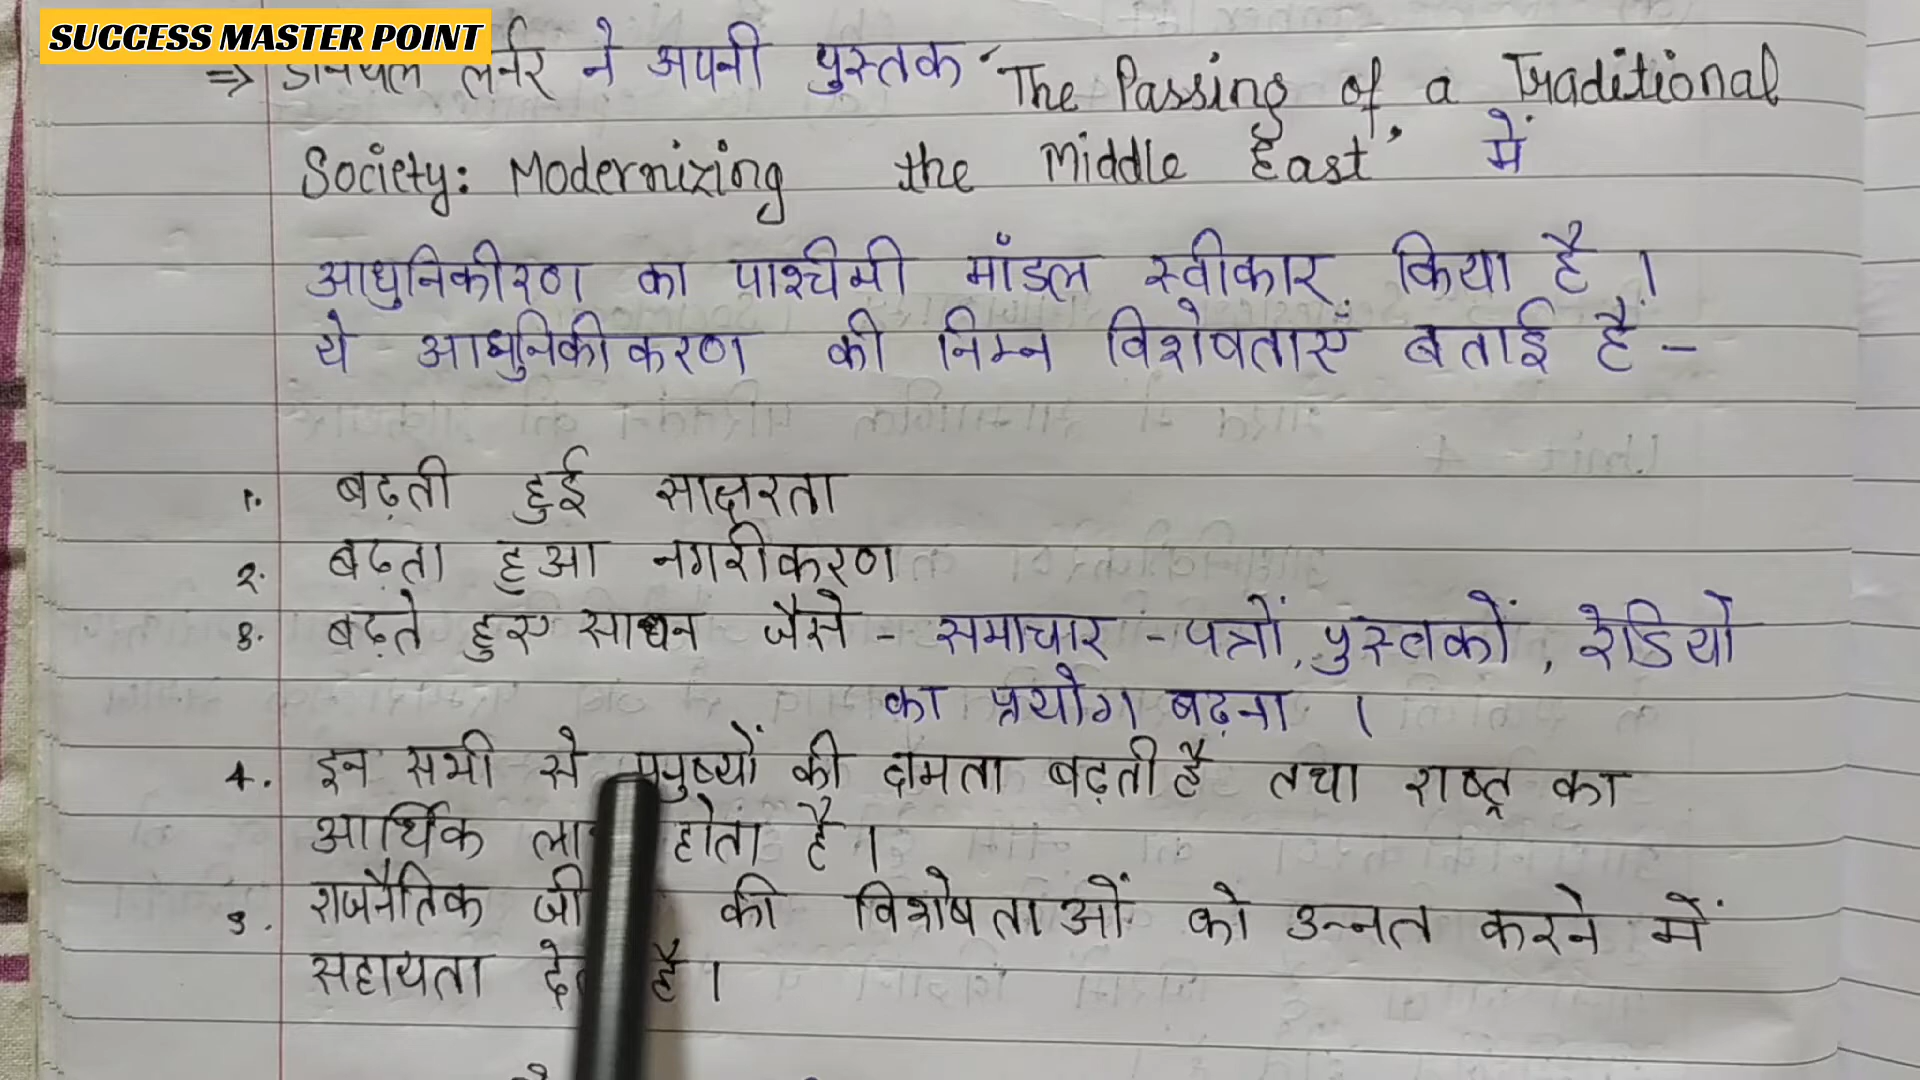 SUCCESS MASTER POINT
⇒ डेनियल लर्नर ने अपनी पुस्तक 'The Passing of a Traditional
Society: Modernizing the Middle East' में
आधुनिकीरण का पाश्चीमी मॉडल स्वीकार किया है ।
ये आधुनिकीकरण की निम्न विशेषताएँ बताई हैं -
1. बढ़ती हुई साक्षरता
2. बढ़ता हुआ नगरीकरण
3. बढ़ते हुए साधन जैसे - समाचार - पत्रों, पुस्तकों, रेडियो
का प्रयोग बढ़ना ।
4. इन सभी से मनुष्यों की क्षमता बढ़ती है तथा राष्ट्र का
आर्थिक होता है ।
5. राजनैतिक की विशेषताओं को उन्नत करने में
सहायता है ।